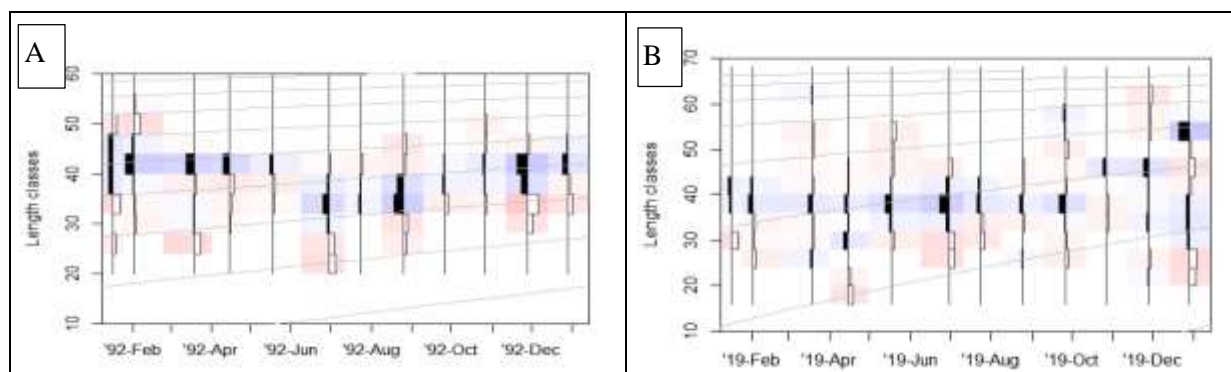 A
Length classes
60
50
40
30
20
10
'92-Feb '92-Apr '92-Jun '92-Aug '92-Oct '92-Dec
B
Length classes
70
60
50
40
30
20
10
'19-Feb '19-Apr '19-Jun '19-Aug '19-Oct '19-Dec